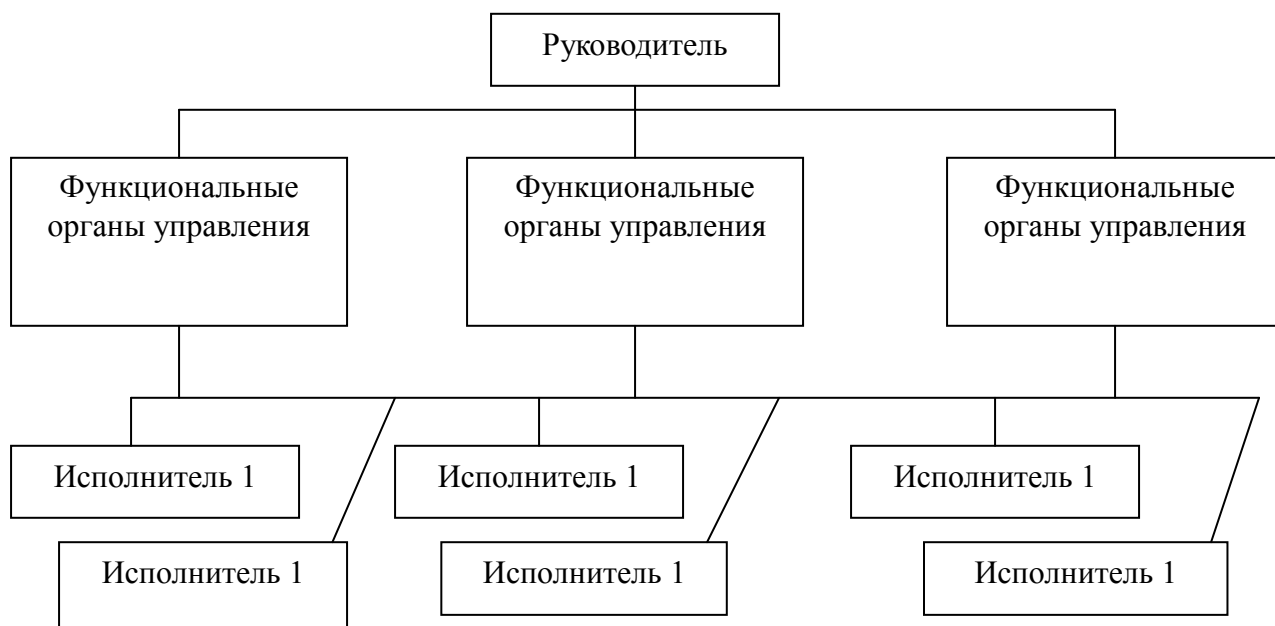 Руководитель
Функциональные
органы управления
Функциональные
органы управления
Функциональные
органы управления
Исполнитель 1
Исполнитель 1
Исполнитель 1
Исполнитель 1
Исполнитель 1
Исполнитель 1